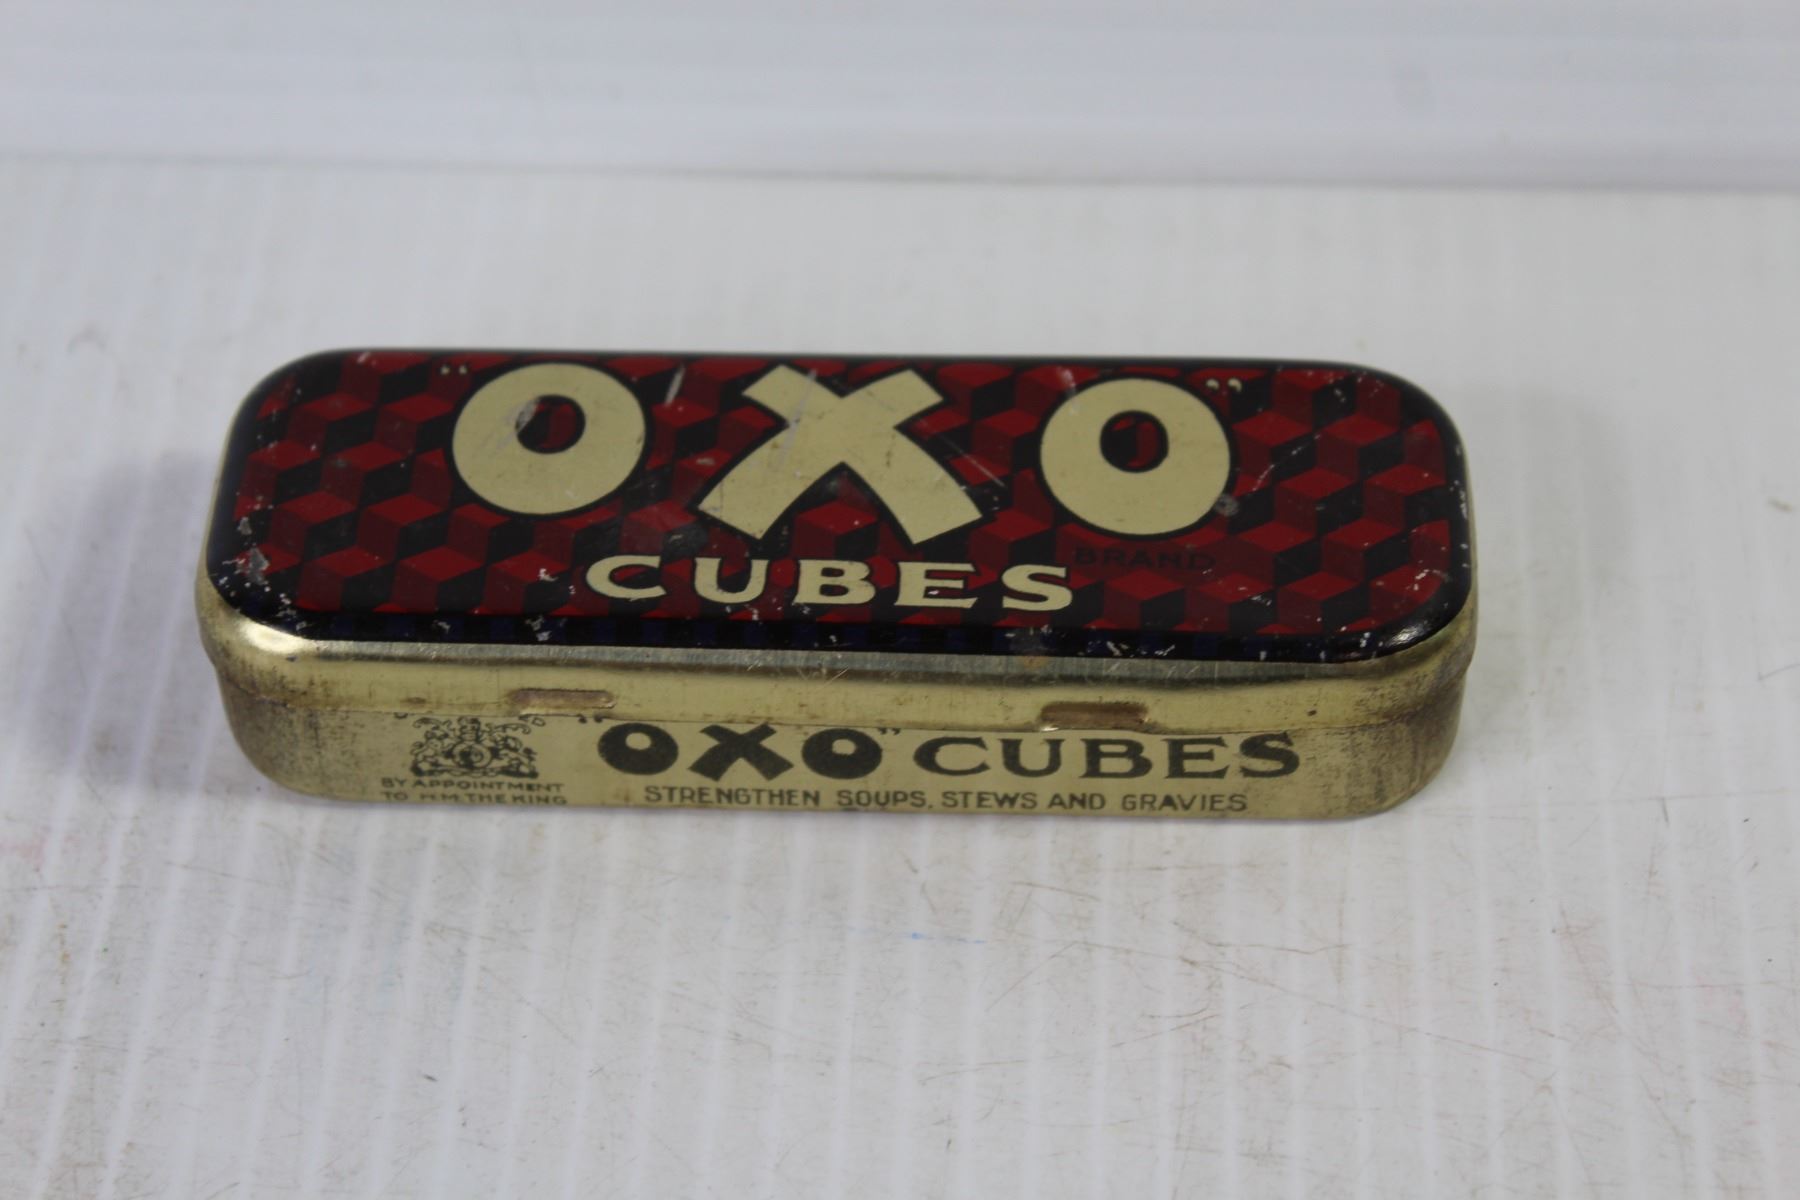 "OXO"
BRAND
CUBES
"OXO" CUBES
BY APPOINTMENT
TO H.M. THE KING
STRENGTHEN SOUPS, STEWS AND GRAVIES